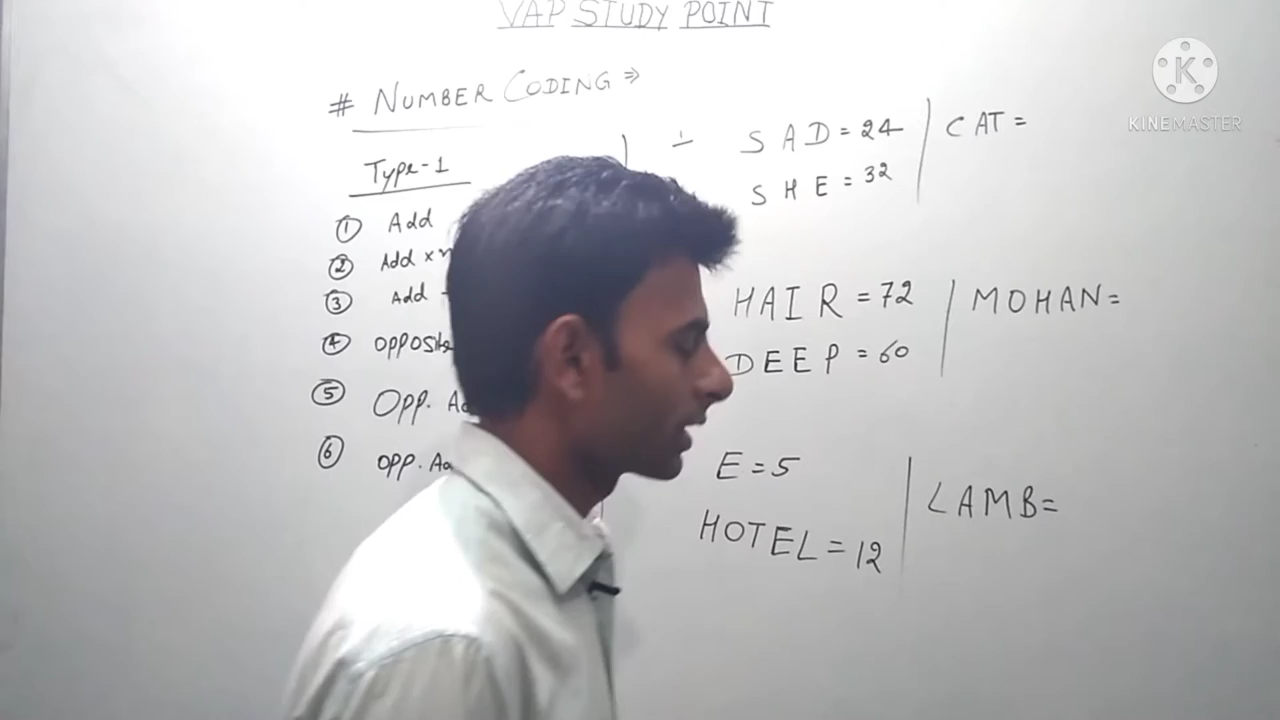 VAP STUDY POINT
# NUMBER CODING ⇒
Type-1
① Add
② Add ×
③ Add
④ opposite
⑤ Opp.
⑥ opp.
SAD = 24
SHE = 32
CAT =
HAIR = 72
DEEP = 60
MOHAN =
E = 5
HOTEL = 12
LAMB =
K
KINEMASTER